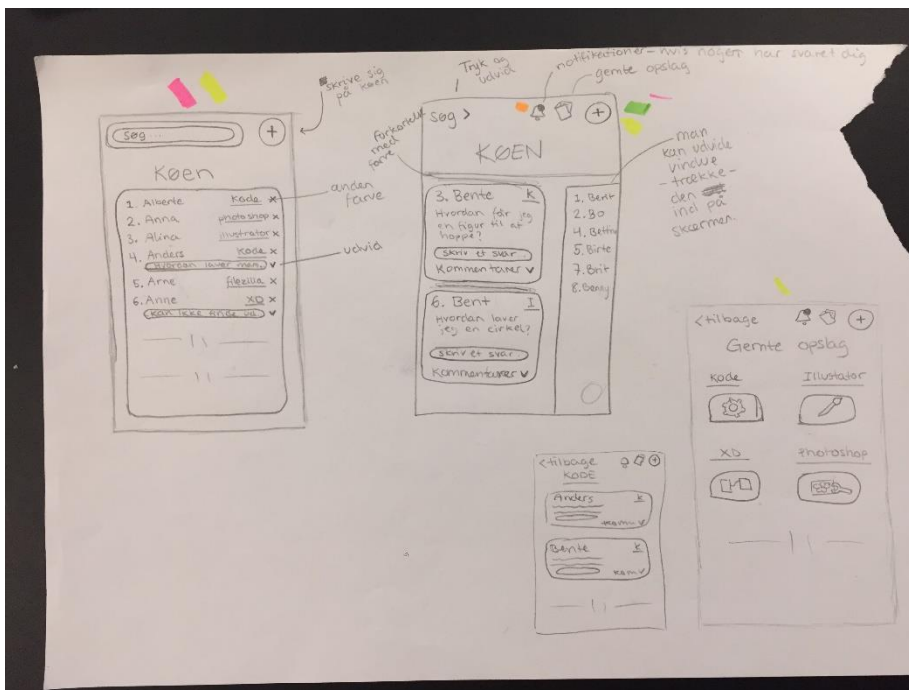 skrive sig
på køen
søg...
+
Køen
1. Alberte kode x
2. Anna photoshop x
3. Alina illustrator x
4. Anders kode x
Hvordan laver man..
5. Arne filezilla x
6. Anne XD x
Kan ikke finde ud
anden
farve
udvid
Tryk og
udvid
notifikationer - hvis nogen har svaret dig
gemte opslag
forkortelse
med
farve
søg >
+
KØEN
3. Bente K
Hvordan får jeg
en figur til at
hoppe?
skriv et svar..
Kommentarer v
6. Bent I
Hvordan laver
jeg en cirkel?
skriv et svar
Kommentarer v
1. Bent
2. Bo
4. Bettina
5. Birte
7. Brit
8. Benny
man
kan udvide
vindue
- trække -
den
ind på
skærmen
<tilbage +
KODE
Anders K
kom v
Bente K
kom v
<tilbage +
Gemte opslag
Kode Illustator
XD Photoshop